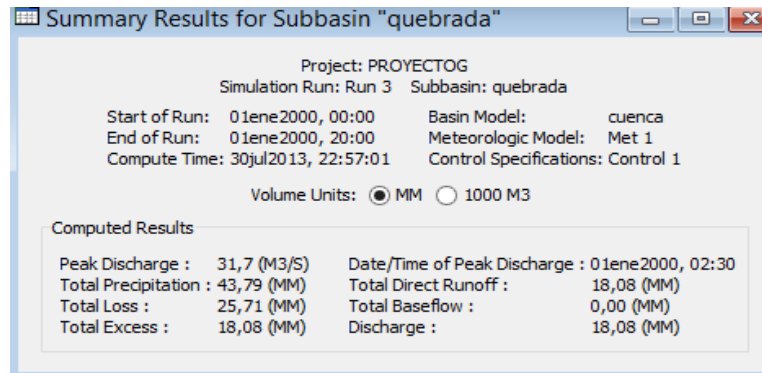 Summary Results for Subbasin "quebrada"
Project: PROYECTOG
Simulation Run: Run 3 Subbasin: quebrada
Start of Run: 01ene2000, 00:00 Basin Model: cuenca
End of Run: 01ene2000, 20:00 Meteorologic Model: Met 1
Compute Time: 30jul2013, 22:57:01 Control Specifications: Control 1
Volume Units: MM 1000 M3
Computed Results
Peak Discharge : 31,7 (M3/S) Date/Time of Peak Discharge : 01ene2000, 02:30
Total Precipitation : 43,79 (MM) Total Direct Runoff : 18,08 (MM)
Total Loss : 25,71 (MM) Total Baseflow : 0,00 (MM)
Total Excess : 18,08 (MM) Discharge : 18,08 (MM)